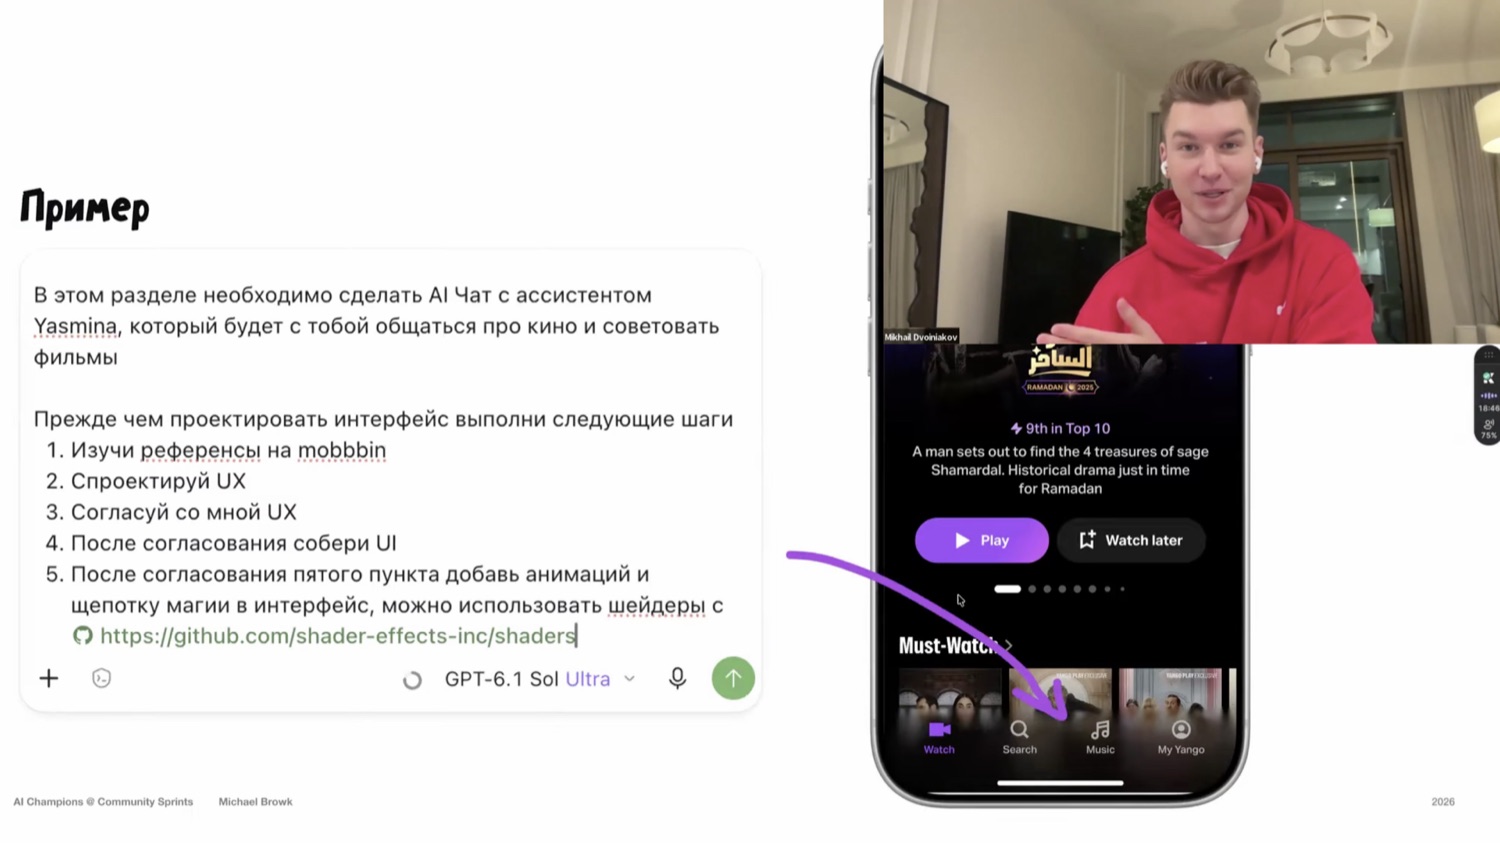 Пример
В этом разделе необходимо сделать AI Чат с ассистентом
Yasmina, который будет с тобой общаться про кино и советовать
фильмы
Прежде чем проектировать интерфейс выполни следующие шаги
1. Изучи референсы на mobbbin
2. Спроектируй UX
3. Согласуй со мной UX
4. После согласования собери UI
5. После согласования пятого пункта добавь анимаций и
щепотку магии в интерфейс, можно использовать шейдеры с
https://github.com/shader-effects-inc/shaders
GPT-6.1 Sol Ultra
Mikhail Dvoiniakov
الساخر
RAMADAN 2025
9th in Top 10
A man sets out to find the 4 treasures of sage
Shamardal. Historical drama just in time
for Ramadan
Play
Watch later
Must-Watch
Watch
Search
Music
My Yango
18:46
75%
AI Champions @ Community Sprints
Michael Browk
2026